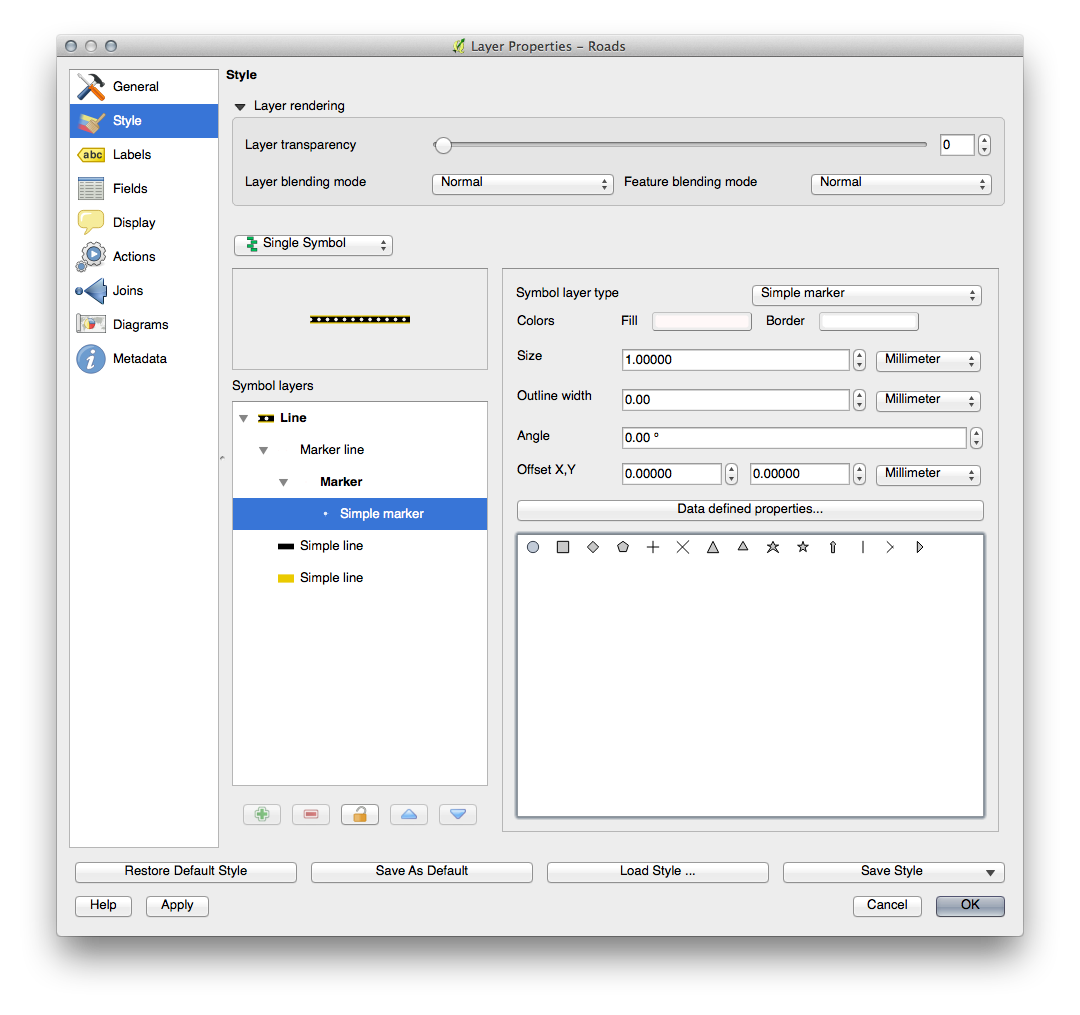 Layer Properties – Roads
General
Style
Labels
Fields
Display
Actions
Joins
Diagrams
Metadata
abc
Style
Layer rendering
Layer transparency
0
Layer blending mode
Normal
Feature blending mode
Normal
Single Symbol
Symbol layers
Line
Marker line
Marker
Simple marker
Simple line
Simple line
Symbol layer type
Simple marker
Colors
Fill
Border
Size
1.00000
Millimeter
Outline width
0.00
Millimeter
Angle
0.00 °
Offset X,Y
0.00000
0.00000
Millimeter
Data defined properties...
Restore Default Style
Save As Default
Load Style ...
Save Style
Help
Apply
Cancel
OK